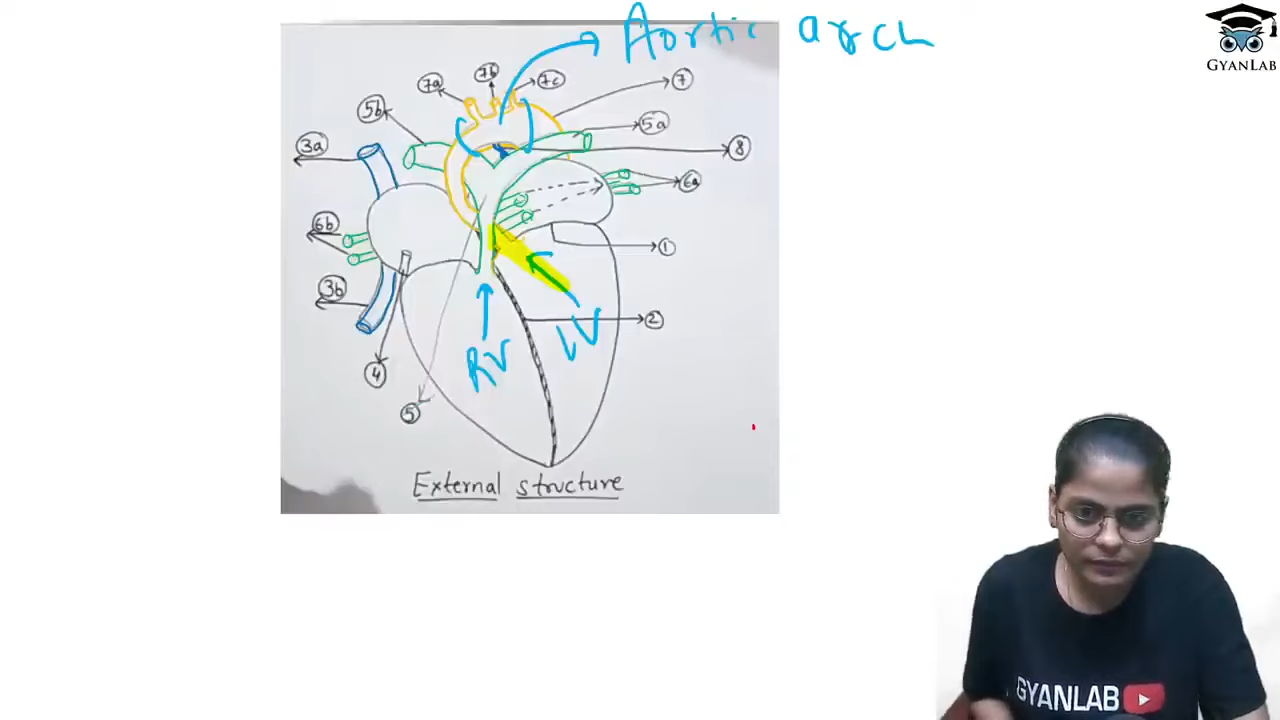 Aortic arch
GYANLAB
7a
7b
7c
7
5b
5a
3a
8
6a
6b
1
3b
2
RV
LV
4
5
External structure
GYANLAB